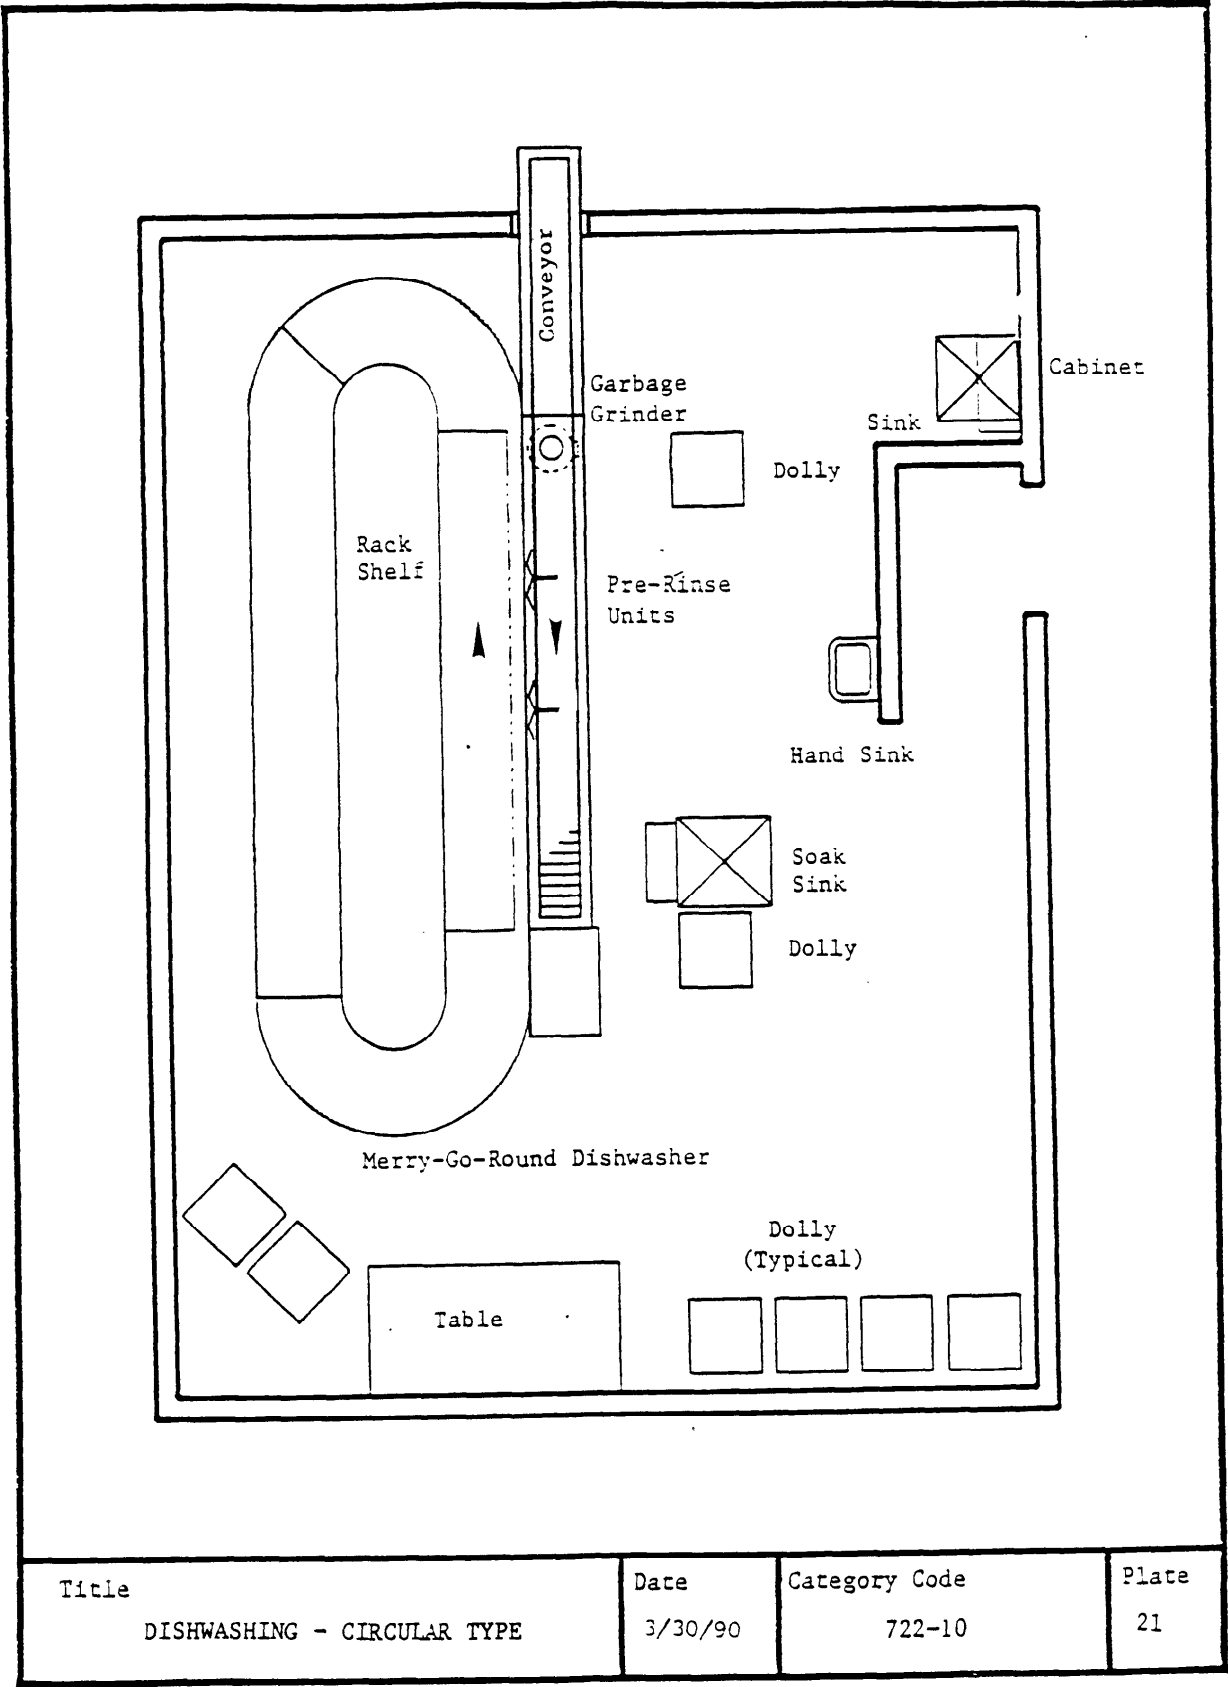 Conveyor
Garbage
Grinder
Cabinet
Sink
Dolly
Rack
Shelf
Pre-Rinse
Units
Hand Sink
Soak
Sink
Dolly
Merry-Go-Round Dishwasher
Dolly
(Typical)
Table
Title
DISHWASHING - CIRCULAR TYPE
Date
3/30/90
Category Code
722-10
Plate
21